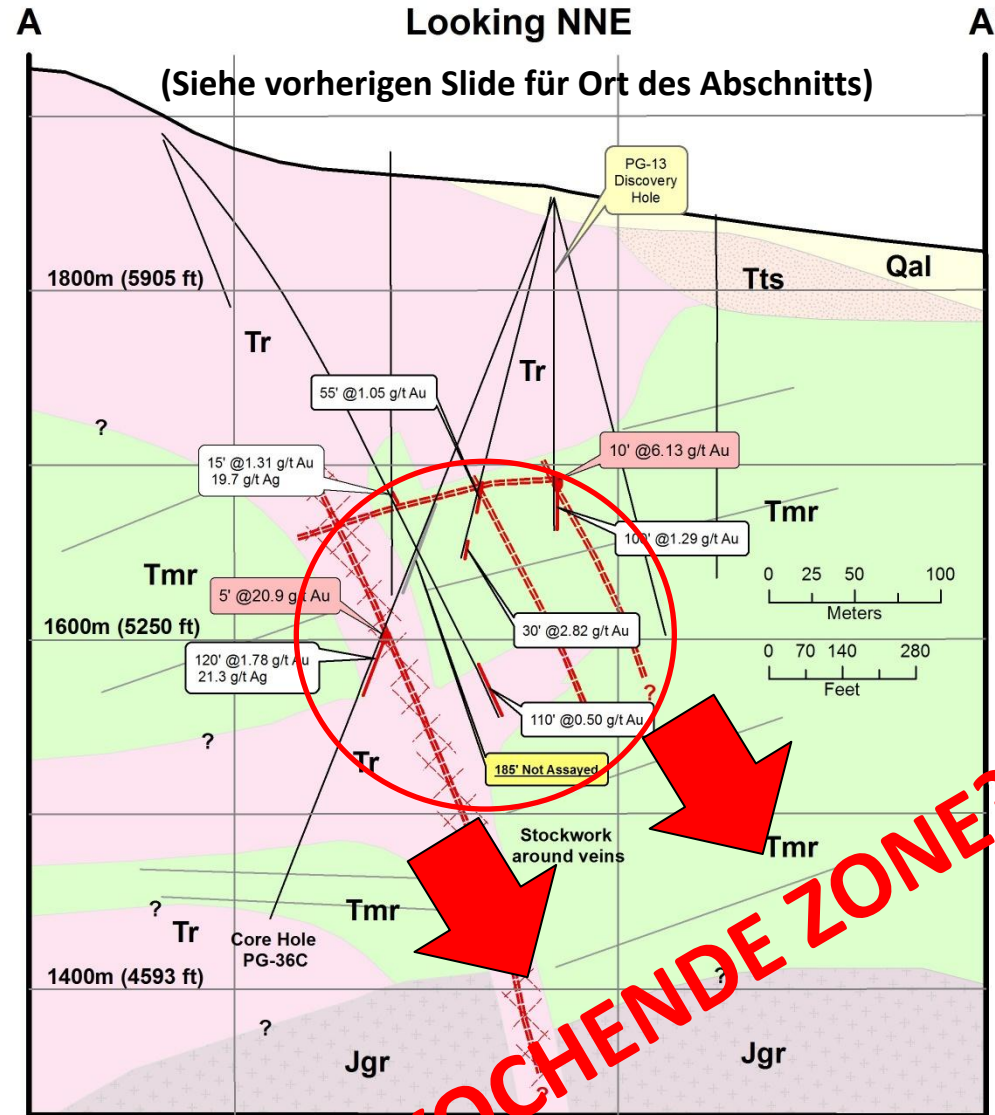 A
Looking NNE
A
(Siehe vorherigen Slide für Ort des Abschnitts)
PG-13
Discovery
Hole
1800m (5905 ft)
Tts
Qal
Tr
Tr
55' @1.05 g/t Au
?
15' @1.31 g/t Au
19.7 g/t Ag
10' @6.13 g/t Au
Tmr
100' @1.29 g/t Au
Tmr
0 25 50 100
Meters
5' @20.9 g/t Au
1600m (5250 ft)
30' @2.82 g/t Au
120' @1.78 g/t Au
21.3 g/t Ag
0 70 140 280
Feet
?
110' @0.50 g/t Au
?
Tr
185' Not Assayed
Stockwork
around veins
Tmr
?
Tmr
Tr
Core Hole
PG-36C
1400m (4593 ft)
?
?
Jgr
Jgr
?
KOCHENDE ZONE?